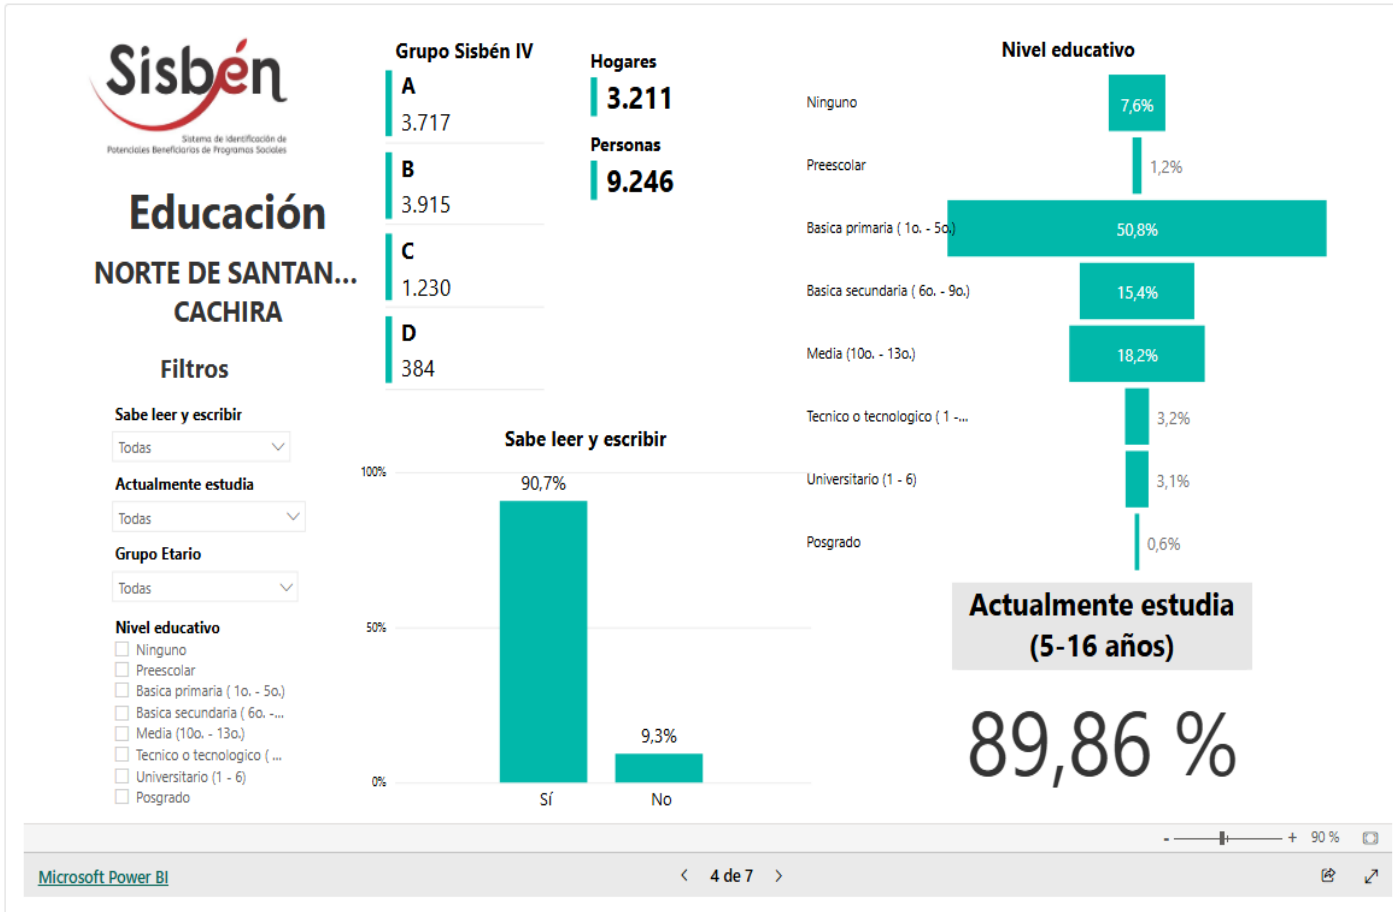 Sisbén
Sistema de Identificación de
Potenciales Beneficiarios de Programas Sociales
Educación
NORTE DE SANTAN...
CACHIRA
Filtros
Sabe leer y escribir
Todas
Actualmente estudia
Todas
Grupo Etario
Todas
Nivel educativo
Ninguno
Preescolar
Basica primaria ( 1o. - 5o.)
Basica secundaria ( 6o. -...
Media (10o. - 13o.)
Tecnico o tecnologico ( ...
Universitario (1 - 6)
Posgrado
Grupo Sisbén IV
A
3.717
B
3.915
C
1.230
D
384
Hogares
3.211
Personas
9.246
Sabe leer y escribir
100%
90,7%
50%
9,3%
0%
Sí
No
Nivel educativo
Ninguno
7,6%
Preescolar
1,2%
Basica primaria ( 1o. - 5o.)
50,8%
Basica secundaria ( 6o. - 9o.)
15,4%
Media (10o. - 13o.)
18,2%
Tecnico o tecnologico ( 1 -...
3,2%
Universitario (1 - 6)
3,1%
Posgrado
0,6%
Actualmente estudia
(5-16 años)
89,86 %
- + 90 %
Microsoft Power BI
4 de 7